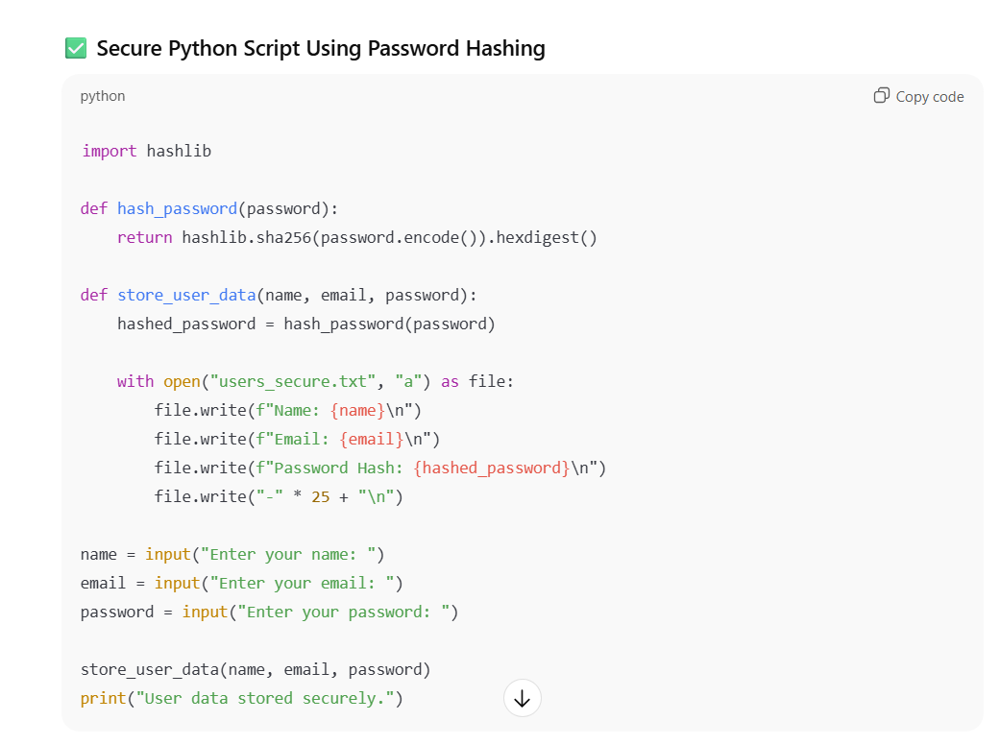 ✅ Secure Python Script Using Password Hashing
python
Copy code
import hashlib
def hash_password(password):
    return hashlib.sha256(password.encode()).hexdigest()
def store_user_data(name, email, password):
    hashed_password = hash_password(password)
    with open("users_secure.txt", "a") as file:
        file.write(f"Name: {name}\n")
        file.write(f"Email: {email}\n")
        file.write(f"Password Hash: {hashed_password}\n")
        file.write("-" * 25 + "\n")
name = input("Enter your name: ")
email = input("Enter your email: ")
password = input("Enter your password: ")
store_user_data(name, email, password)
print("User data stored securely.")